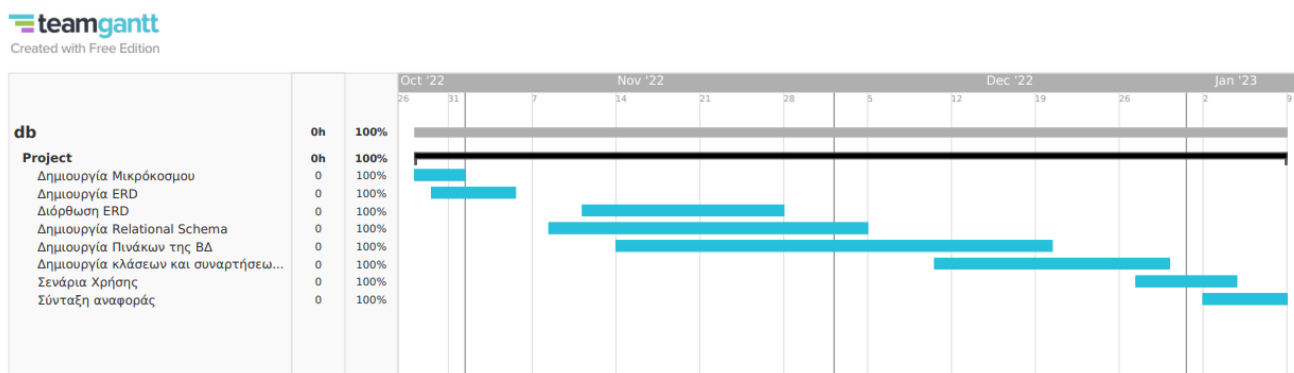 teamgantt
Created with Free Edition
Oct '22 Nov '22 Dec '22 Jan '23
26 31 7 14 21 28 5 12 19 26 2 9
db 0h 100%
Project 0h 100%
Δημιουργία Μικρόκοσμου 0 100%
Δημιουργία ERD 0 100%
Διόρθωση ERD 0 100%
Δημιουργία Relational Schema 0 100%
Δημιουργία Πινάκων της ΒΔ 0 100%
Δημιουργία κλάσεων και συναρτήσεω... 0 100%
Σενάρια Χρήσης 0 100%
Σύνταξη αναφοράς 0 100%